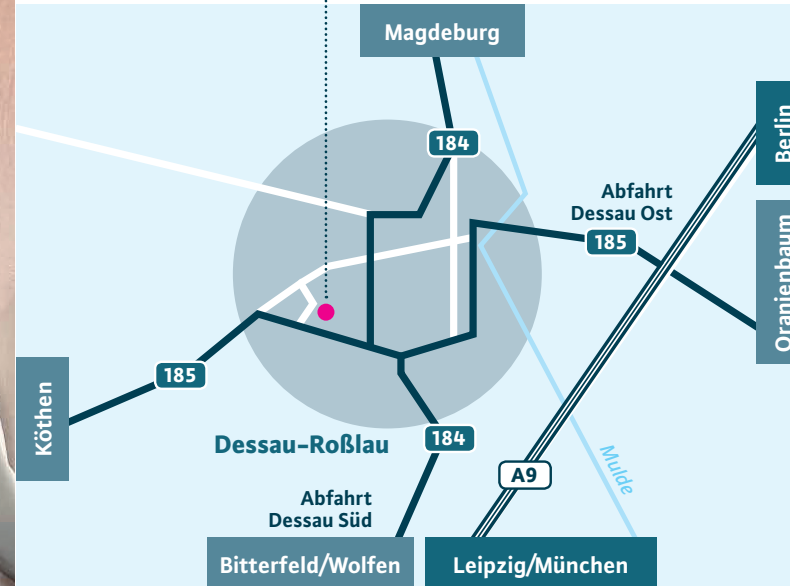 Magdeburg
184
Berlin
Abfahrt
Dessau Ost
185
Oranienbaum
185
Köthen
Dessau-Roßlau
184
A9
Mulde
Abfahrt
Dessau Süd
Bitterfeld/Wolfen
Leipzig/München